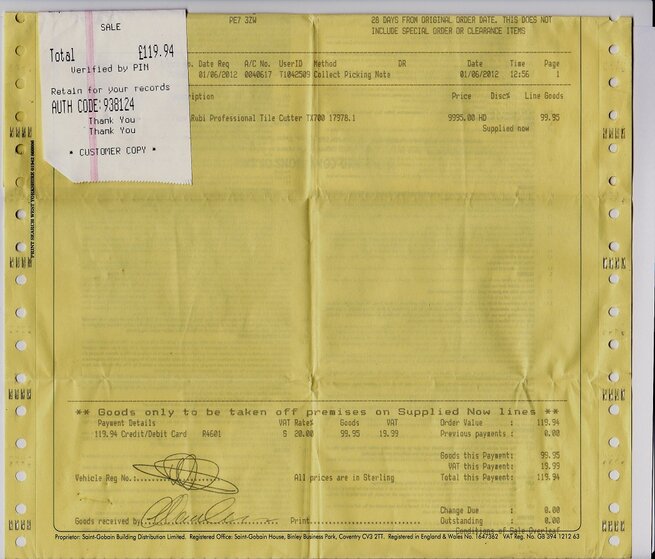 SALE
Total £119.94
Verified by PIN
Retain for your records
AUTH CODE:938124
Thank You
Thank You
* CUSTOMER COPY *
PE7 3ZW
28 DAYS FROM ORIGINAL ORDER DATE. THIS DOES NOT
INCLUDE SPECIAL ORDER OR CLEARANCE ITEMS
Date Req A/C No. UserID Method DR Date Time Page
01/06/2012 0040617 T1042509 Collect Picking Note 01/06/2012 12:56 1
ription Price Disc% Line Goods
Rubi Professional Tile Cutter TX700 17978.1 9995.00 HD 99.95
Supplied now
PRINT SEARCH WEST YORKSHIRE
** Goods only to be taken off premises on Supplied Now lines **
Payment Details VAT Rate% Goods VAT Order Value : 119.94
119.94 Credit/Debit Card R4601 S 20.00 99.95 19.99 Previous payments : 0.00
Goods this Payment: 99.95
VAT this Payment: 19.99
Vehicle Reg No.: All prices are in Sterling Total this Payment: 119.94
Change Due : 0.00
Goods received by Print Outstanding : 0.00
Conditions of Sale Overleaf
Proprietor: Saint-Gobain Building Distribution Limited. Registered Office: Saint-Gobain House, Binley Business Park, Coventry CV3 2TT. Registered in England & Wales No. 1647362 VAT Reg. No. GB 394 1212 63